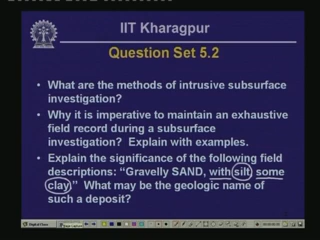 IIT Kharagpur
Question Set 5.2
• What are the methods of intrusive subsurface
investigation?
• Why it is imperative to maintain an exhaustive
field record during a subsurface
investigation? Explain with examples.
• Explain the significance of the following field
descriptions: "Gravelly SAND, with silt, some
clay." What may be the geologic name of
such a deposit?